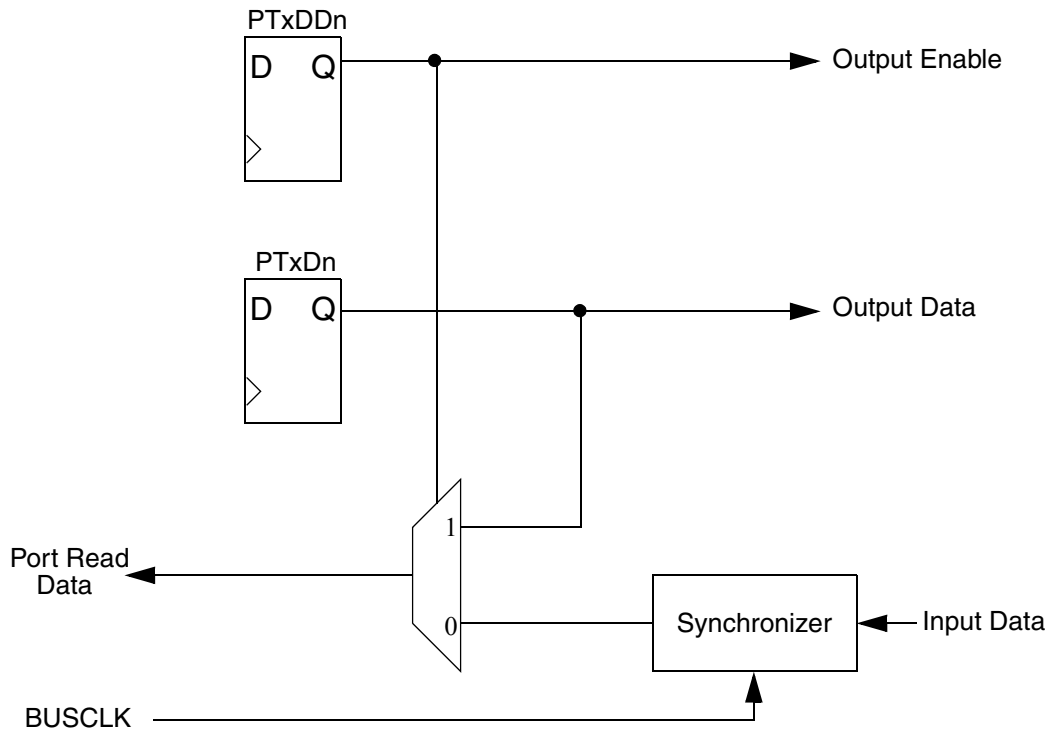 PTxDDn
D Q
Output Enable
PTxDn
D Q
Output Data
1
Port Read
Data
0
Synchronizer
Input Data
BUSCLK